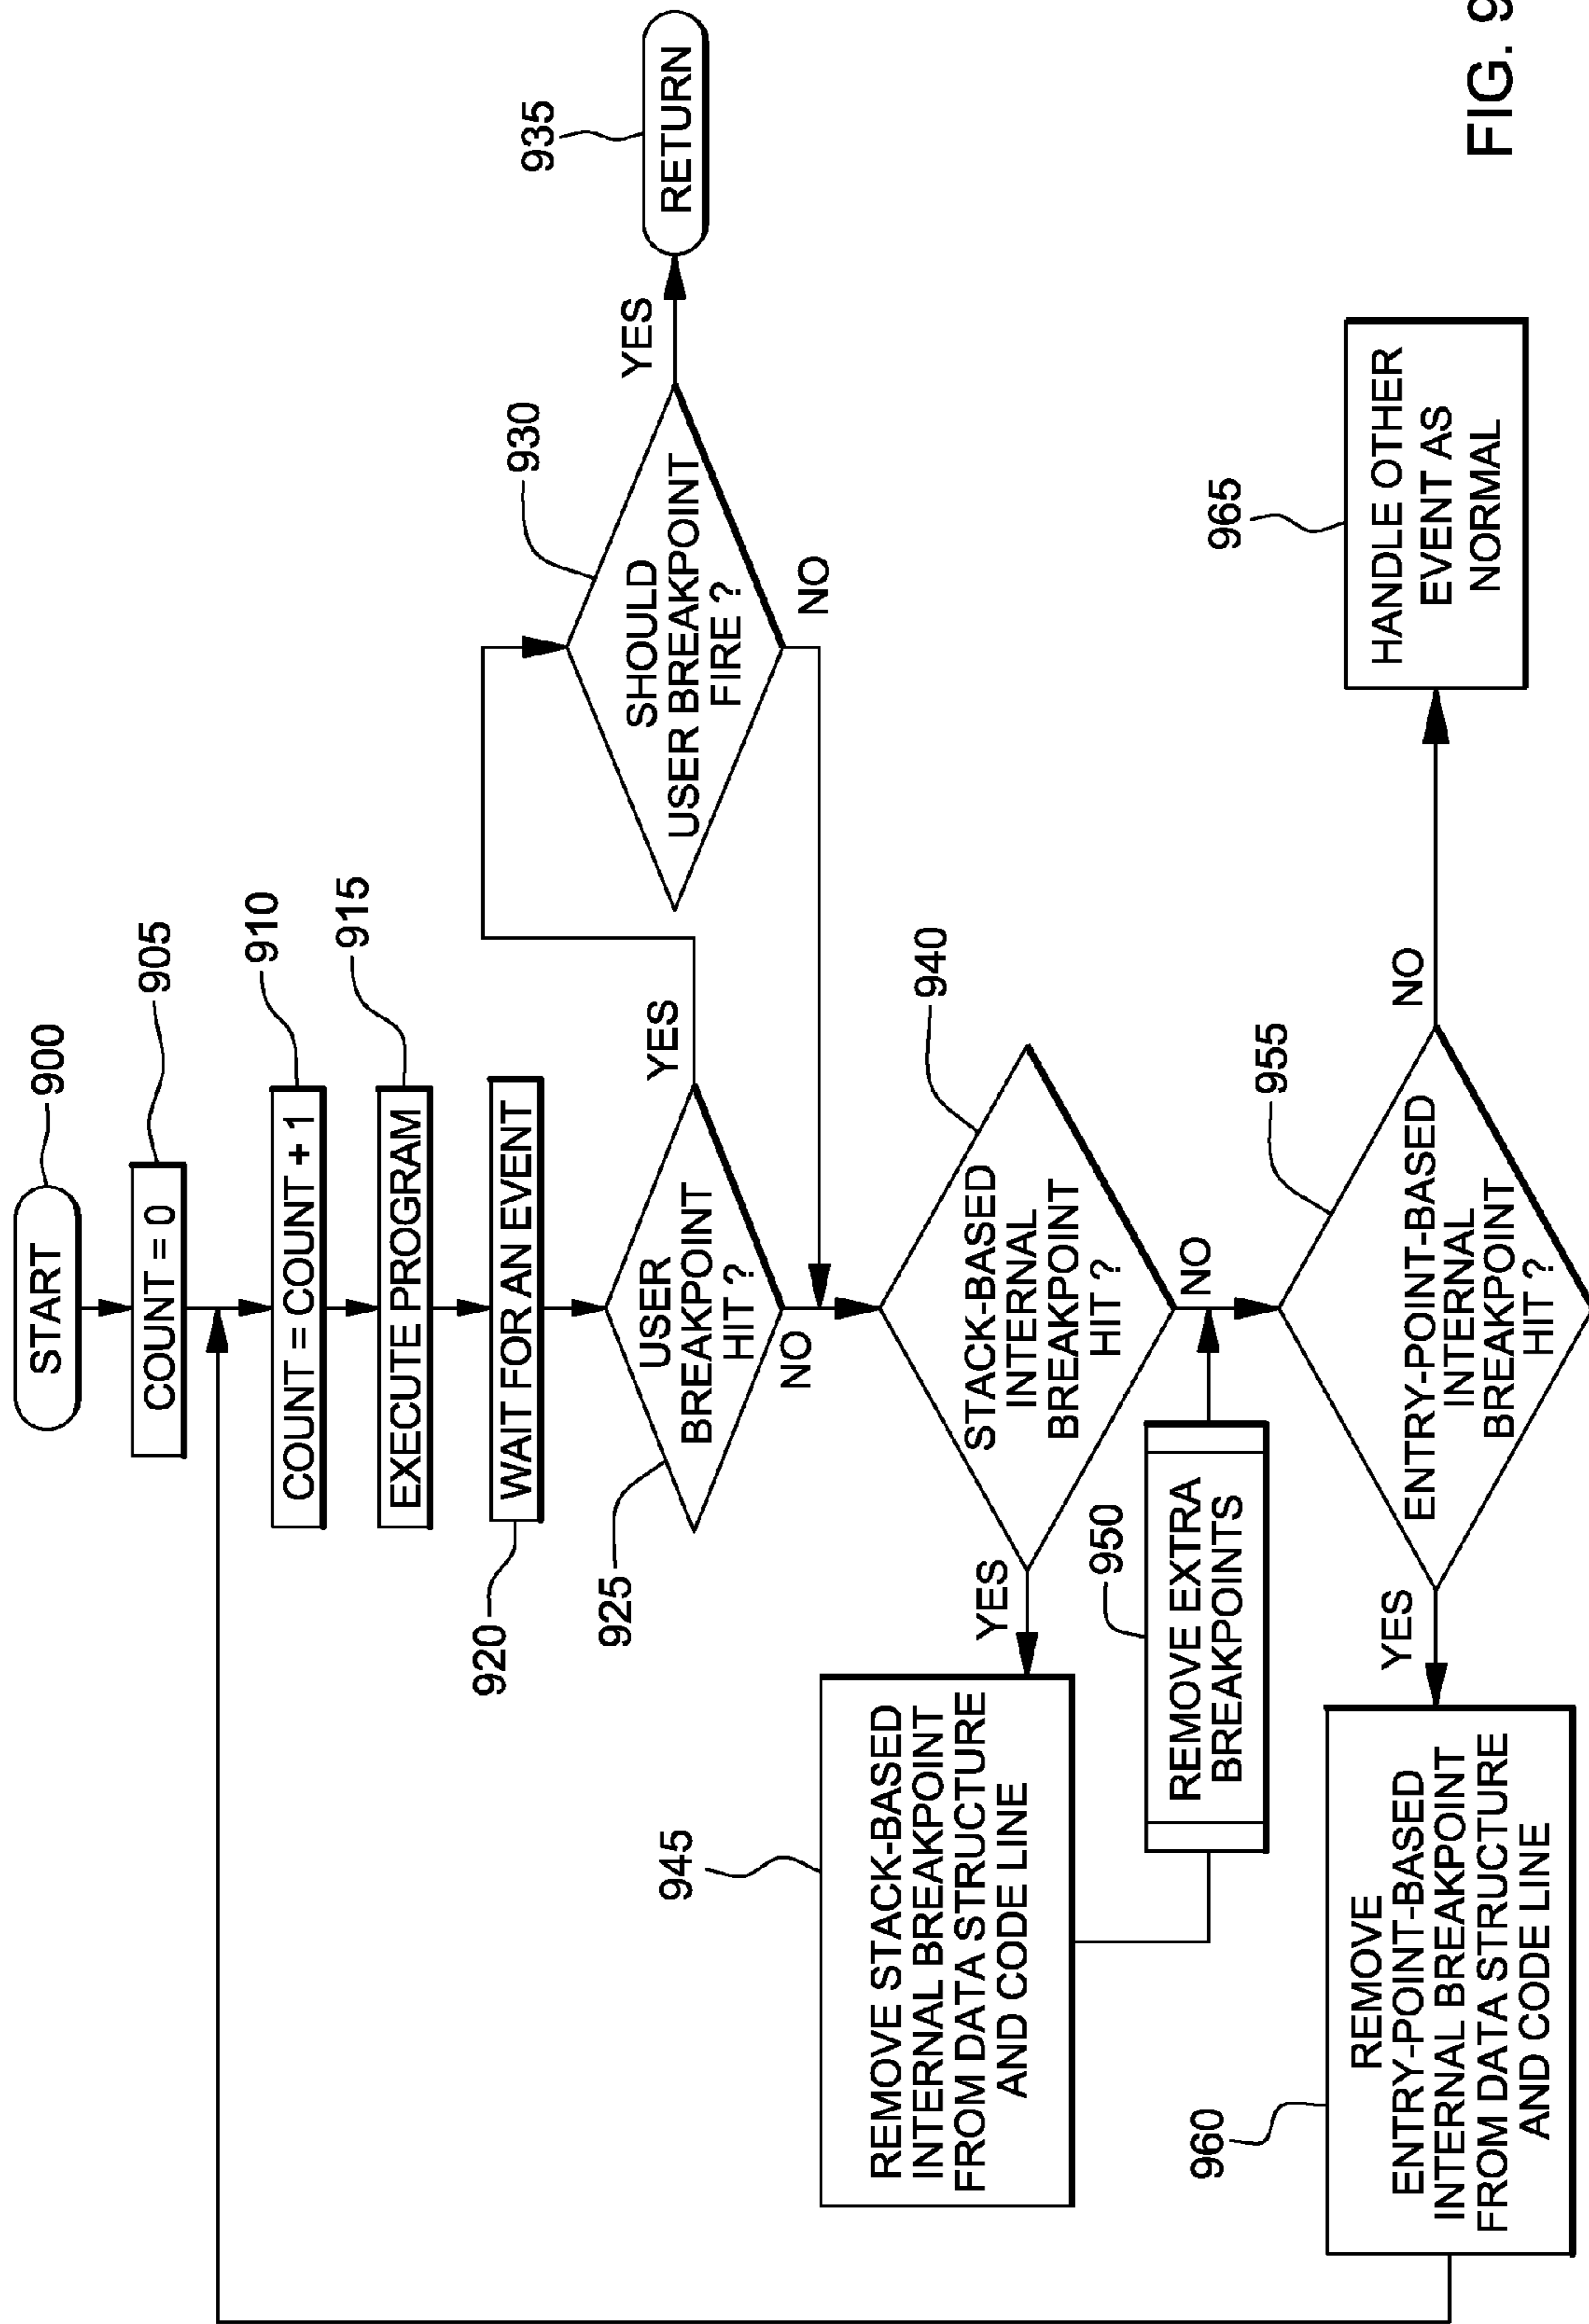 START
900
COUNT = 0
905
COUNT = COUNT + 1
910
EXECUTE PROGRAM
915
WAIT FOR AN EVENT
920
USER
BREAKPOINT
HIT ?
925
YES
NO
SHOULD
USER BREAKPOINT
FIRE ?
930
YES
NO
RETURN
935
STACK-BASED
INTERNAL
BREAKPOINT
HIT ?
940
YES
NO
REMOVE STACK-BASED
INTERNAL BREAKPOINT
FROM DATA STRUCTURE
AND CODE LINE
945
REMOVE EXTRA
BREAKPOINTS
950
ENTRY-POINT-BASED
INTERNAL
BREAKPOINT
HIT ?
955
YES
NO
REMOVE
ENTRY-POINT-BASED
INTERNAL BREAKPOINT
FROM DATA STRUCTURE
AND CODE LINE
960
HANDLE OTHER
EVENT AS
NORMAL
965
FIG. 9